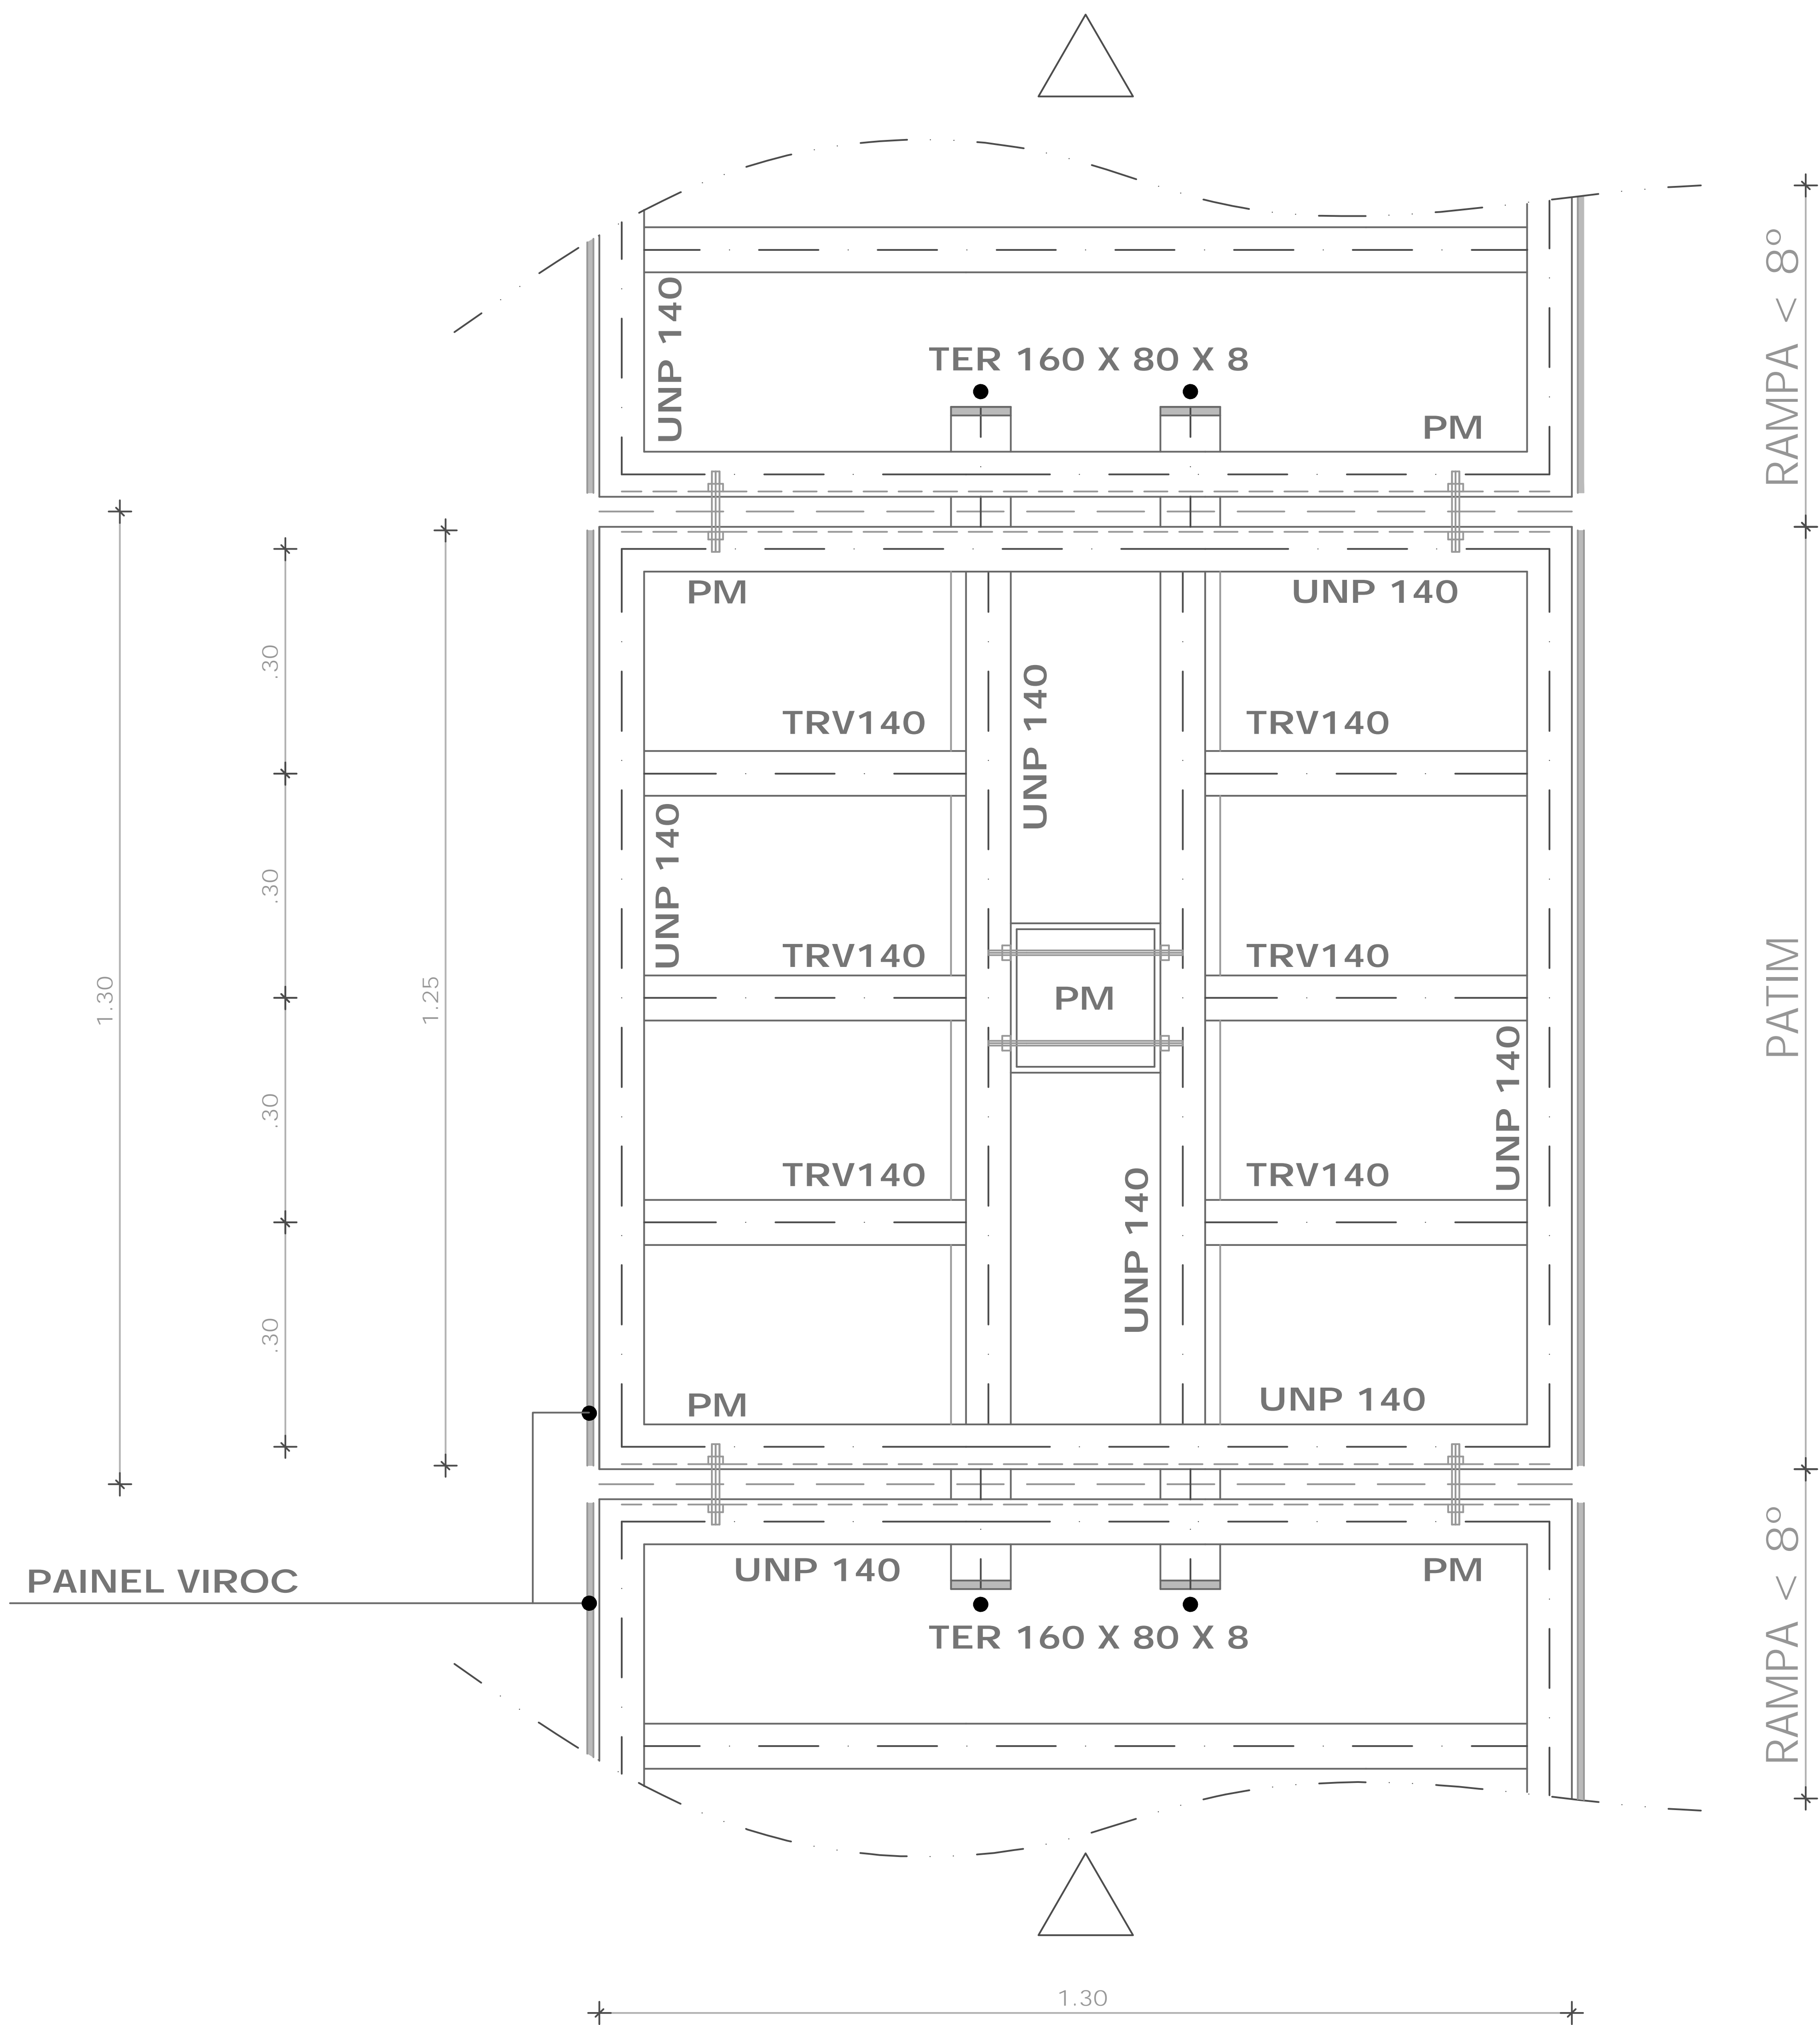 RAMPA < 8º
UNP 140
TER 160 X 80 X 8
PM
PM
UNP 140
.30
TRV140
TRV140
UNP 140
UNP 140
.30
TRV140
TRV140
1.30
1.25
PM
PATIM
.30
UNP 140
TRV140
TRV140
UNP 140
.30
PM
UNP 140
PAINEL VIROC
UNP 140
PM
TER 160 X 80 X 8
RAMPA < 8º
1.30